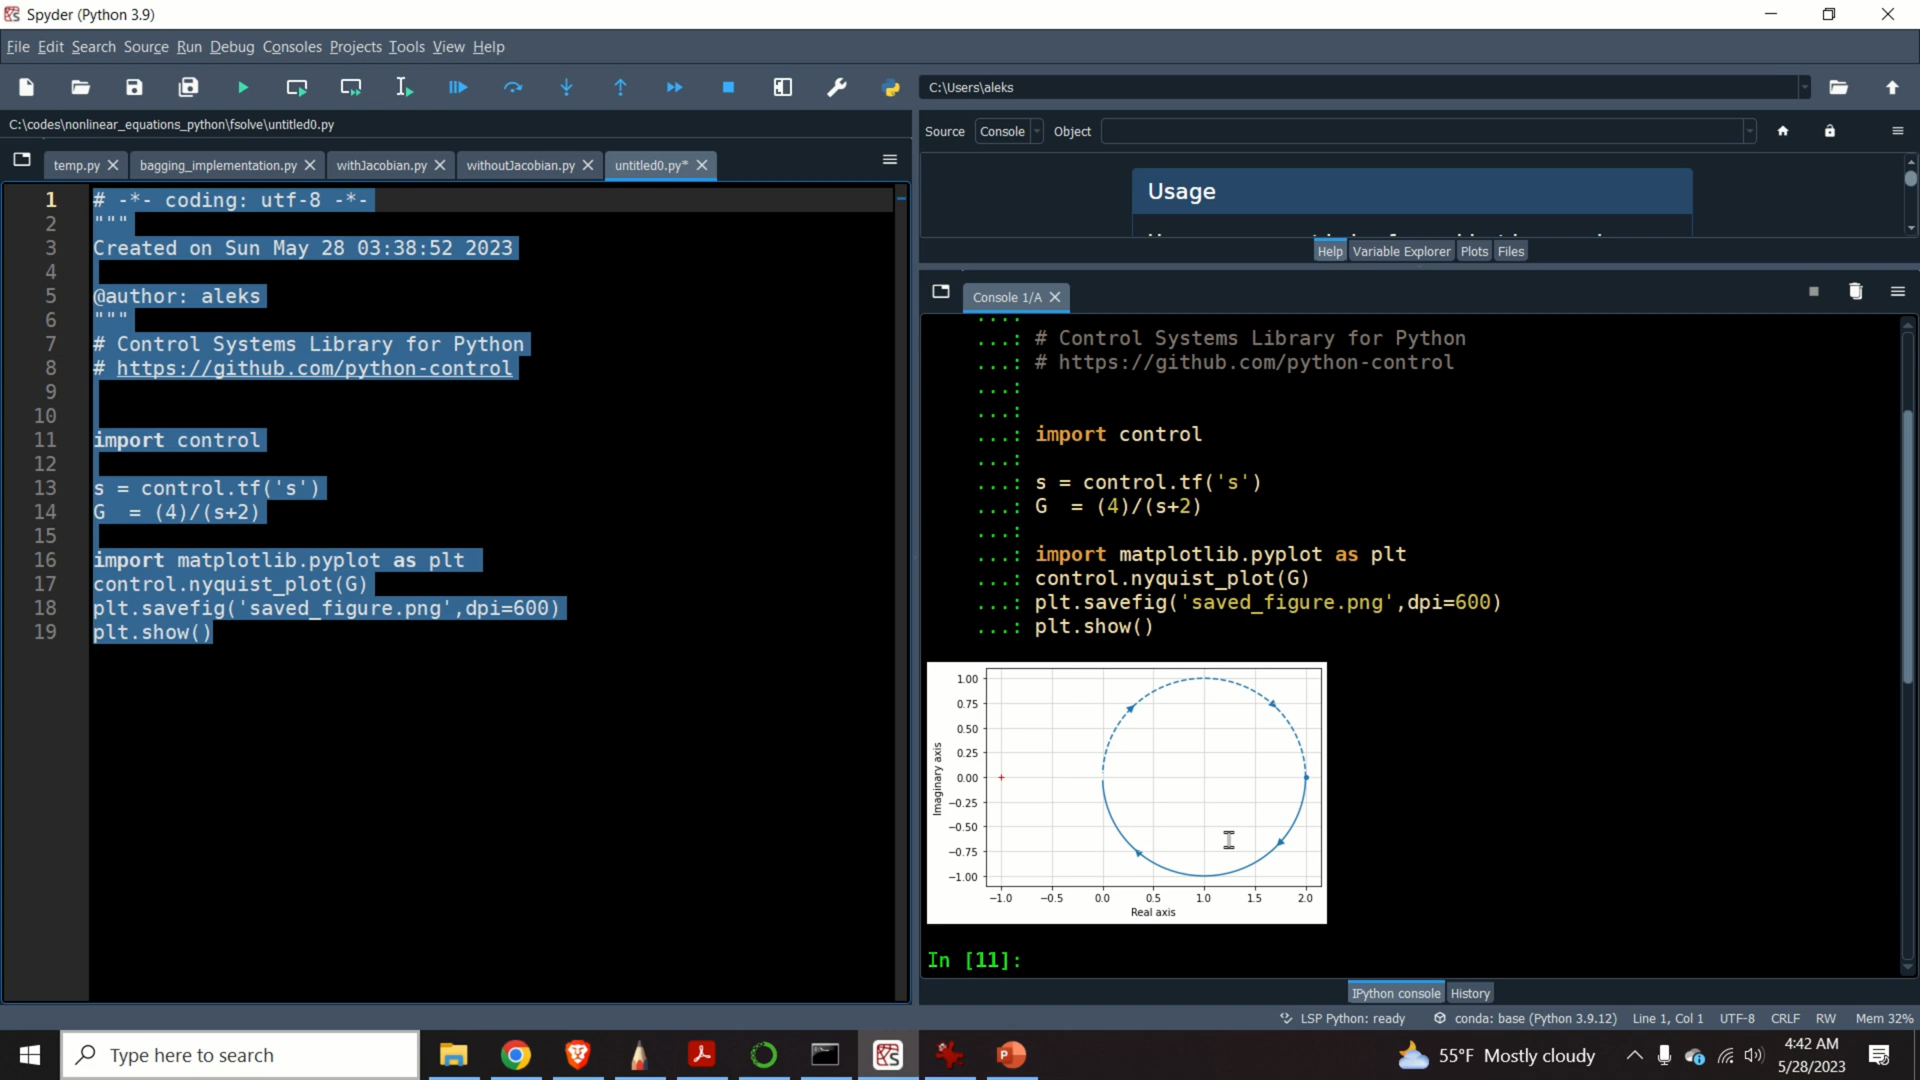 Spyder (Python 3.9)
File Edit Search Source Run Debug Consoles Projects Tools View Help
C:\Users\aleks
C:\codes\nonlinear_equations_python\fsolve\untitled0.py
temp.py bagging_implementation.py withJacobian.py withoutJacobian.py untitled0.py*
1 # -*- coding: utf-8 -*-
2 """
3 Created on Sun May 28 03:38:52 2023
4
5 @author: aleks
6 """
7 # Control Systems Library for Python
8 # https://github.com/python-control
9
10
11 import control
12
13 s = control.tf('s')
14 G  = (4)/(s+2)
15
16 import matplotlib.pyplot as plt
17 control.nyquist_plot(G)
18 plt.savefig('saved_figure.png',dpi=600)
19 plt.show()
Source Console Object
Usage
Help Variable Explorer Plots Files
Console 1/A
...:
...: # Control Systems Library for Python
...: # https://github.com/python-control
...:
...:
...: import control
...:
...: s = control.tf('s')
...: G  = (4)/(s+2)
...:
...: import matplotlib.pyplot as plt
...: control.nyquist_plot(G)
...: plt.savefig('saved_figure.png',dpi=600)
...: plt.show()
1.00
0.75
0.50
0.25
0.00
−0.25
−0.50
−0.75
−1.00
Imaginary axis
−1.0 −0.5 0.0 0.5 1.0 1.5 2.0
Real axis
In [11]:
IPython console History
LSP Python: ready conda: base (Python 3.9.12) Line 1, Col 1 UTF-8 CRLF RW Mem 32%
Type here to search
55°F Mostly cloudy
4:42 AM
5/28/2023